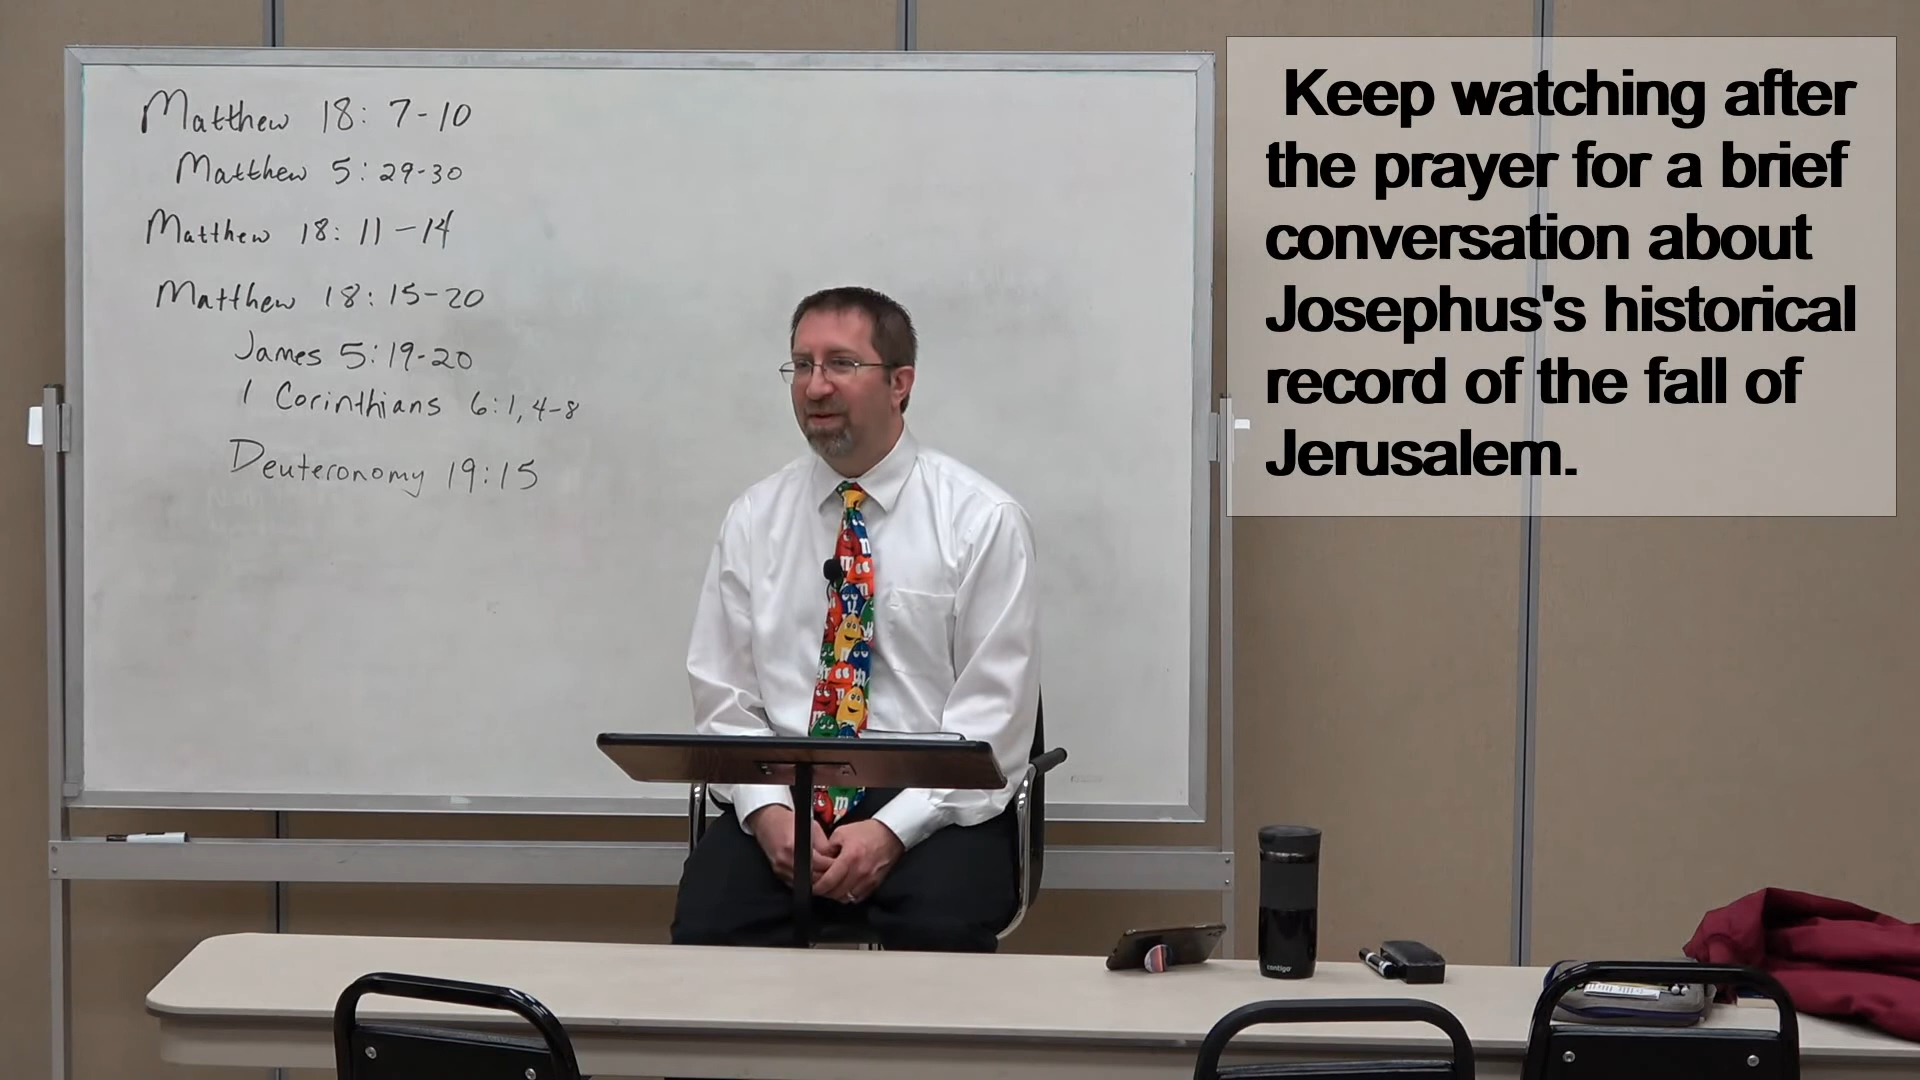 Matthew 18: 7-10
Matthew 5: 29-30
Matthew 18: 11-14
Matthew 18: 15-20
James 5:19-20
1 Corinthians 6:1, 4-8
Deuteronomy 19:15
Keep watching after
the prayer for a brief
conversation about
Josephus's historical
record of the fall of
Jerusalem.
contigo